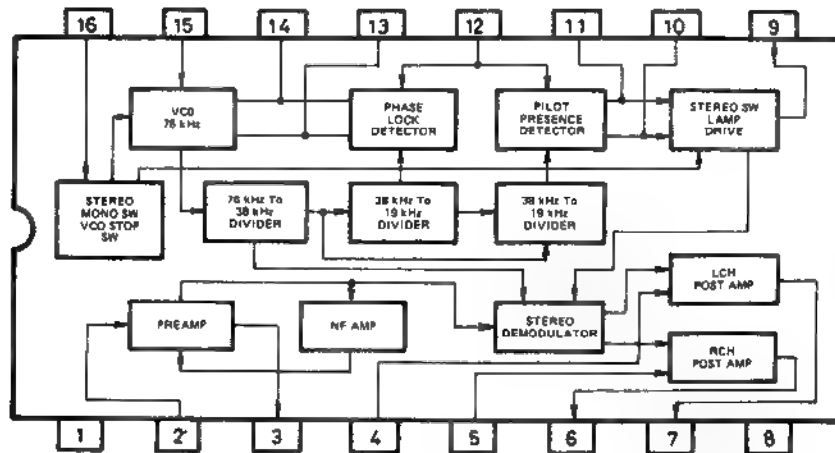 16 15 14 13 12 11 10 9
VCO
76 kHz
PHASE
LOCK
DETECTOR
PILOT
PRESENCE
DETECTOR
STEREO SW
LAMP
DRIVE
STEREO
MONO SW
VCO STOP
SW
76 kHz To
38 kHz
DIVIDER
38 kHz To
19 kHz
DIVIDER
38 kHz To
19 kHz
DIVIDER
PREAMP
NF AMP
STEREO
DEMODULATOR
LCH
POST AMP
RCH
POST AMP
1 2 3 4 5 6 7 8